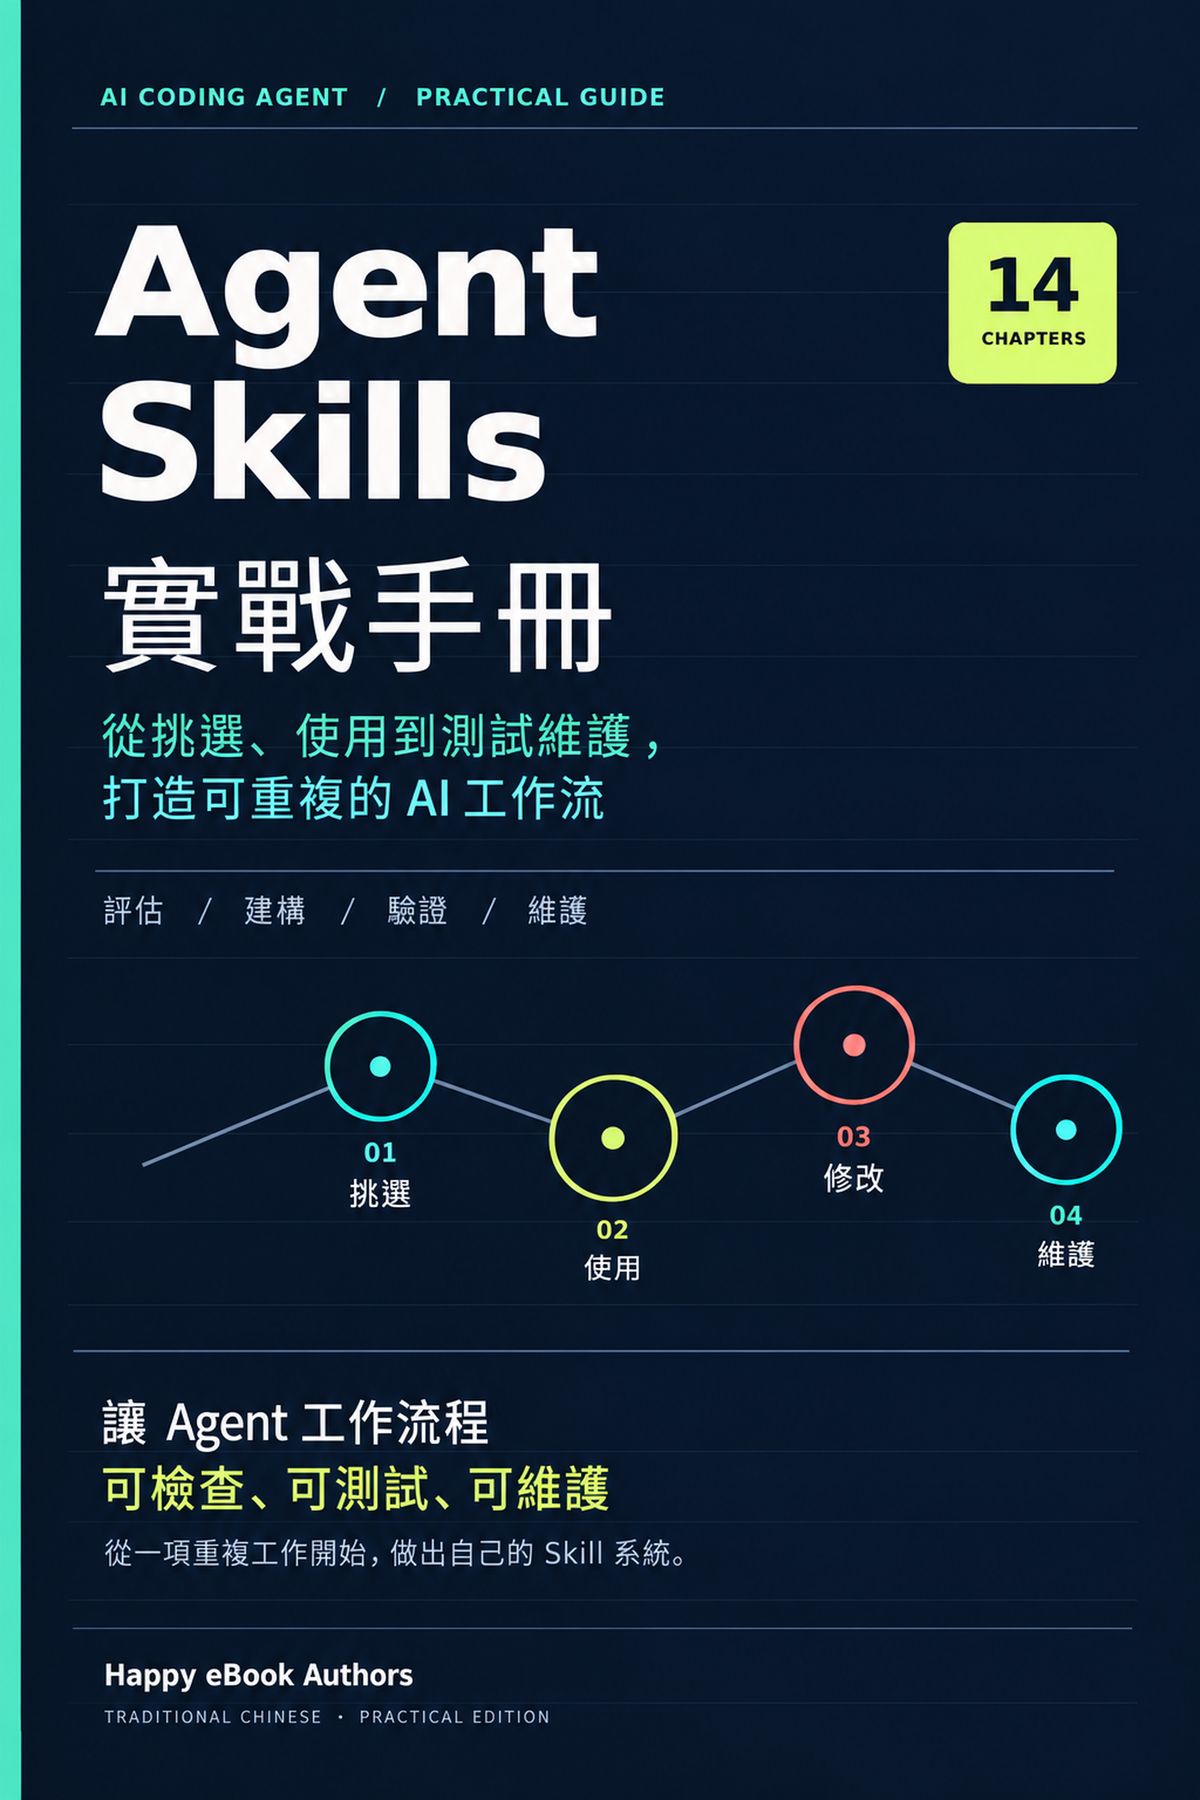 AI CODING AGENT / PRACTICAL GUIDE
Agent
Skills
14
CHAPTERS
實戰手冊
從挑選、使用到測試維護，
打造可重複的 AI 工作流
評估 / 建構 / 驗證 / 維護
01
挑選
02
使用
03
修改
04
維護
讓 Agent 工作流程
可檢查、可測試、可維護
從一項重複工作開始，做出自己的 Skill 系統。
Happy eBook Authors
TRADITIONAL CHINESE • PRACTICAL EDITION